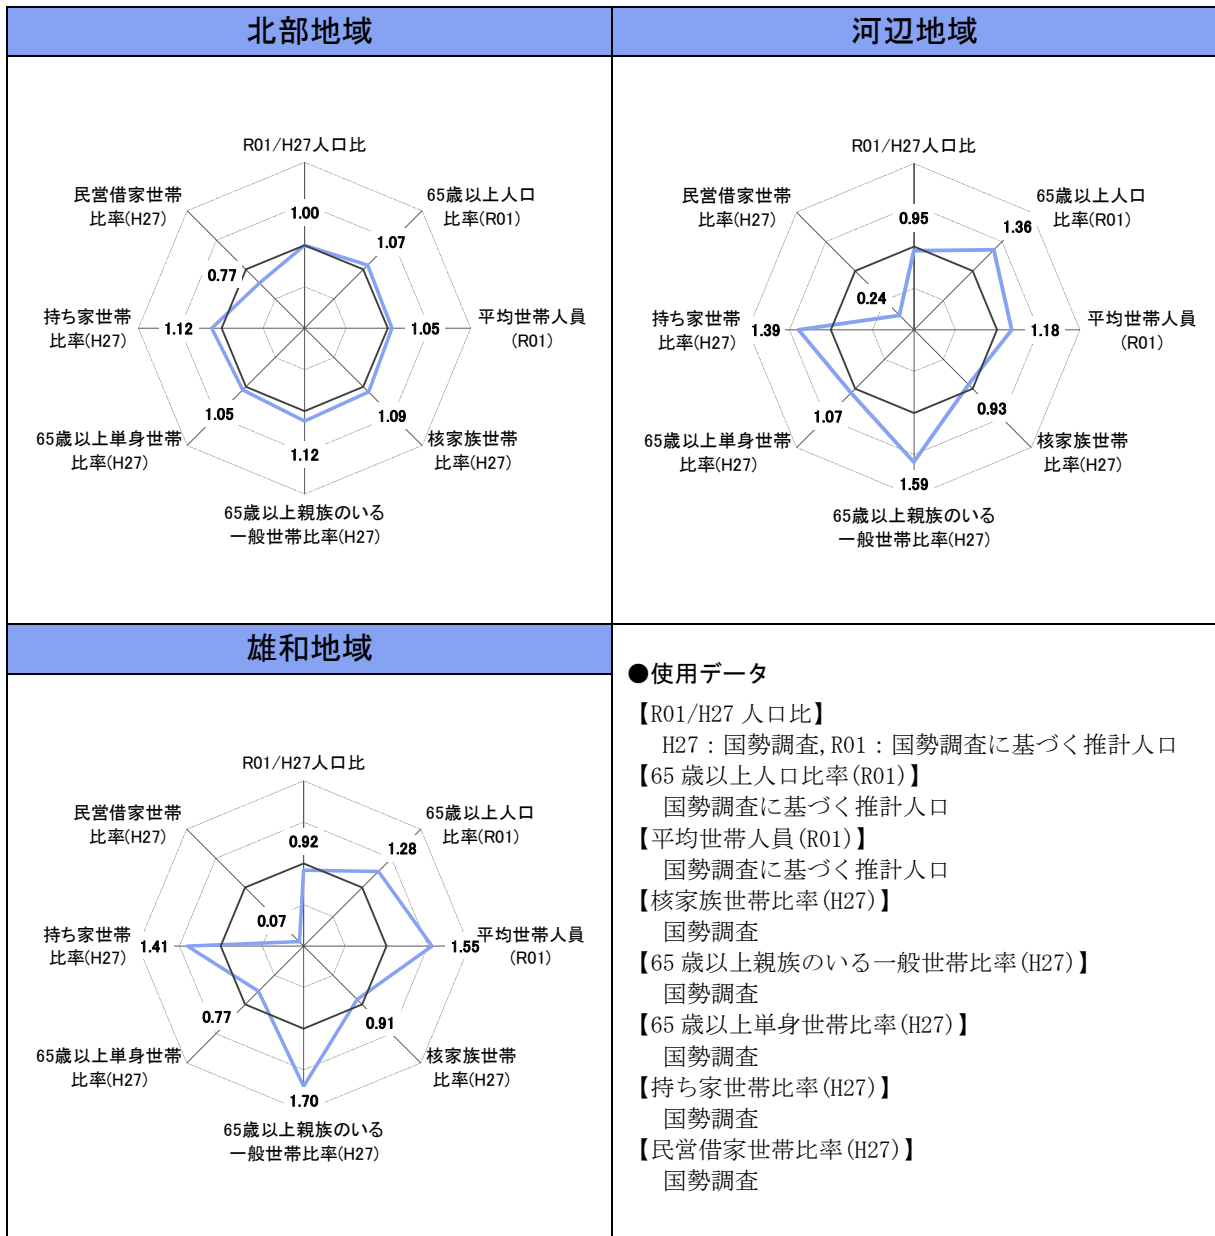 北部地域
R01/H27人口比
65歳以上人口
比率(R01)
平均世帯人員
(R01)
核家族世帯
比率(H27)
65歳以上親族のいる
一般世帯比率(H27)
65歳以上単身世帯
比率(H27)
持ち家世帯
比率(H27)
民営借家世帯
比率(H27)
1.00
1.07
1.05
1.09
1.12
1.05
1.12
0.77
河辺地域
R01/H27人口比
65歳以上人口
比率(R01)
平均世帯人員
(R01)
核家族世帯
比率(H27)
65歳以上親族のいる
一般世帯比率(H27)
65歳以上単身世帯
比率(H27)
持ち家世帯
比率(H27)
民営借家世帯
比率(H27)
0.95
1.36
1.18
0.93
1.59
1.07
1.39
0.24
雄和地域
R01/H27人口比
65歳以上人口
比率(R01)
平均世帯人員
(R01)
核家族世帯
比率(H27)
65歳以上親族のいる
一般世帯比率(H27)
65歳以上単身世帯
比率(H27)
持ち家世帯
比率(H27)
民営借家世帯
比率(H27)
0.92
1.28
1.55
0.91
1.70
0.77
1.41
0.07
●使用データ
【R01/H27 人口比】
H27：国勢調査,R01：国勢調査に基づく推計人口
【65 歳以上人口比率(R01)】
国勢調査に基づく推計人口
【平均世帯人員(R01)】
国勢調査に基づく推計人口
【核家族世帯比率(H27)】
国勢調査
【65 歳以上親族のいる一般世帯比率(H27)】
国勢調査
【65 歳以上単身世帯比率(H27)】
国勢調査
【持ち家世帯比率(H27)】
国勢調査
【民営借家世帯比率(H27)】
国勢調査